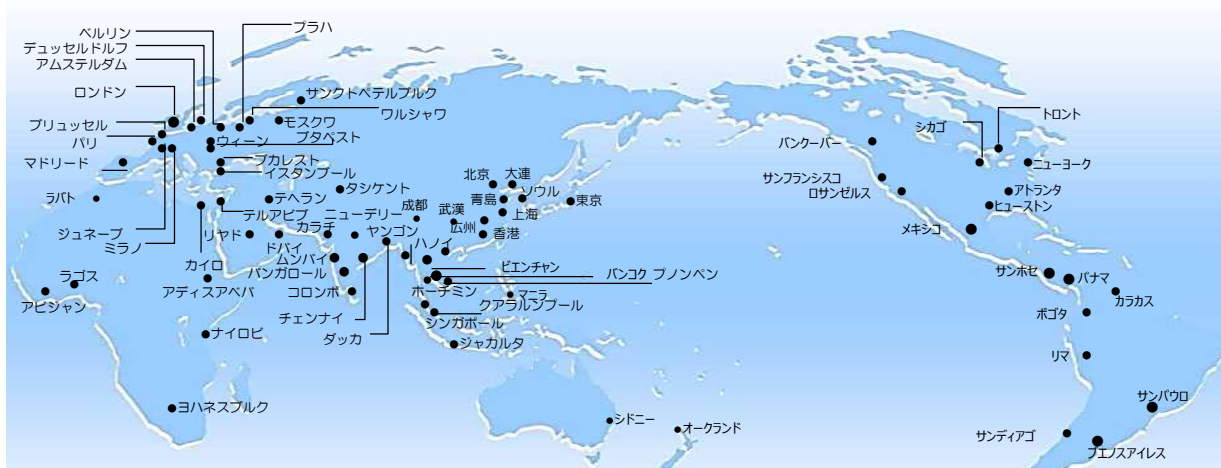 プラハ
ベルリン
デュッセルドルフ
アムステルダム
ロンドン
サンクトペテルブルク
ワルシャワ
ブリュッセル
モスクワ
ウィーン
ブタペスト
パリ
マドリード
ブカレスト
イスタンブール
タシケント
ラバト
テヘラン
テルアビブ
ニューデリー
カラチ
ヤンゴン
リヤド
ジュネーブ
ミラノ
カイロ
ドバイ
ムンバイ
バンガロール
ラゴス
アビジャン
アディスアベバ
コロンボ
チェンナイ
ダッカ
ナイロビ
ヨハネスブルク
北京
大連
ソウル
青島
東京
成都
武漢
上海
広州
香港
ハノイ
ビエンチャン
バンコク プノンペン
ホーチミン
マニラ
クアラルンプール
シンガポール
ジャカルタ
シドニー
オークランド
トロント
シカゴ
バンクーバー
ニューヨーク
サンフランシスコ
ロサンゼルス
アトランタ
ヒューストン
メキシコ
サンホセ
パナマ
カラカス
ボゴタ
リマ
サンパウロ
サンディアゴ
ブエノスアイレス